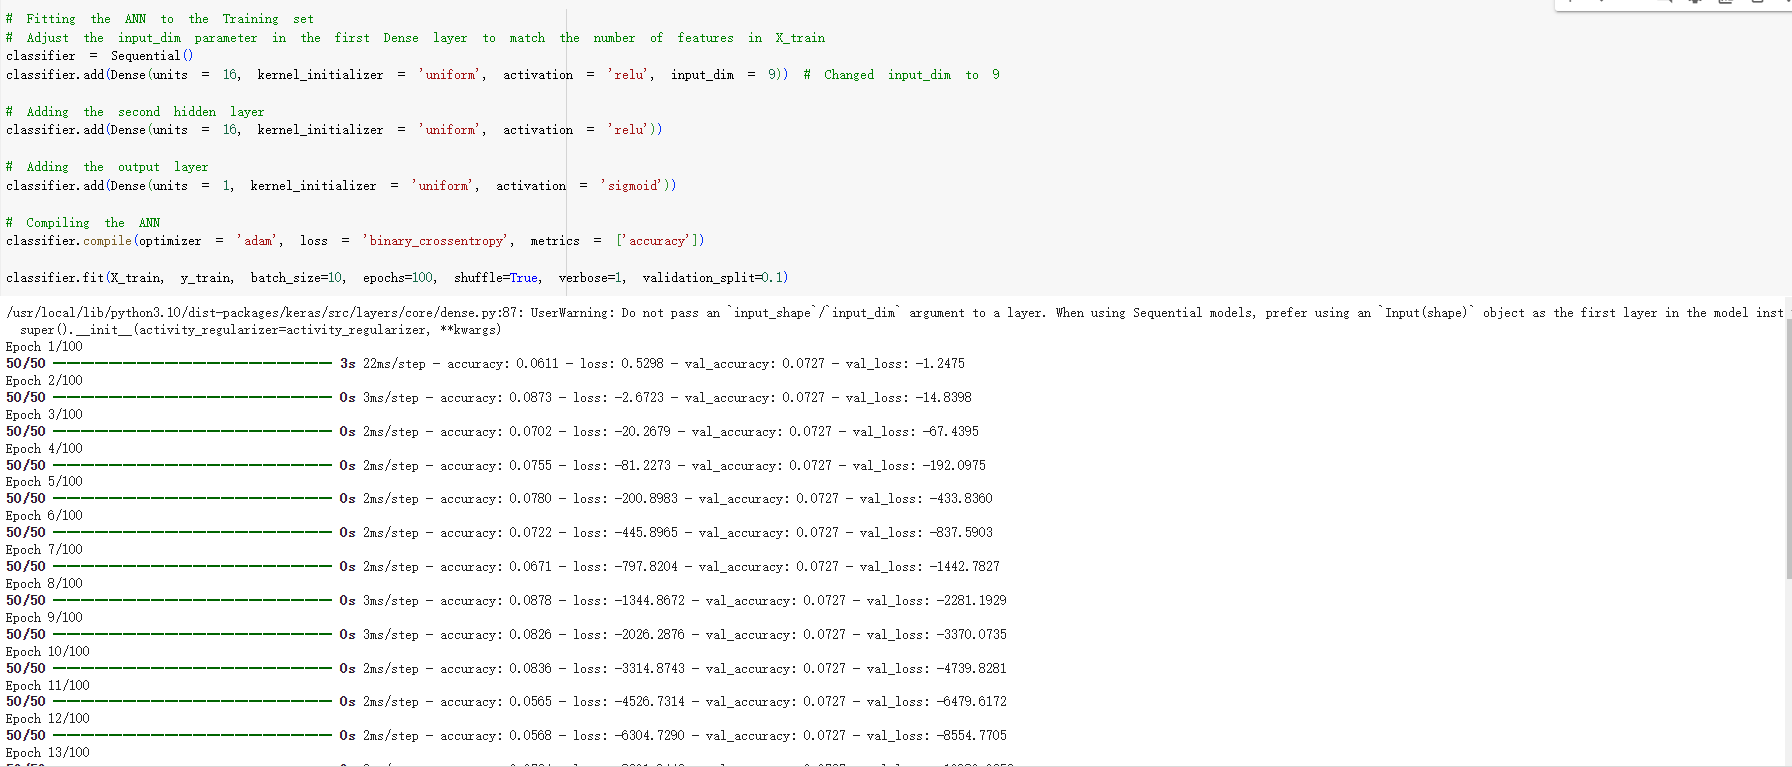 # Fitting the ANN to the Training set
# Adjust the input_dim parameter in the first Dense layer to match the number of features in X_train
classifier = Sequential()
classifier.add(Dense(units = 16, kernel_initializer = 'uniform', activation = 'relu', input_dim = 9)) # Changed input_dim to 9
# Adding the second hidden layer
classifier.add(Dense(units = 16, kernel_initializer = 'uniform', activation = 'relu'))
# Adding the output layer
classifier.add(Dense(units = 1, kernel_initializer = 'uniform', activation = 'sigmoid'))
# Compiling the ANN
classifier.compile(optimizer = 'adam', loss = 'binary_crossentropy', metrics = ['accuracy'])
classifier.fit(X_train, y_train, batch_size=10, epochs=100, shuffle=True, verbose=1, validation_split=0.1)
/usr/local/lib/python3.10/dist-packages/keras/src/layers/core/dense.py:87: UserWarning: Do not pass an `input_shape`/`input_dim` argument to a layer. When using Sequential models, prefer using an `Input(shape)` object as the first layer in the model inst
super().__init__(activity_regularizer=activity_regularizer, **kwargs)
Epoch 1/100
50/50 3s 22ms/step - accuracy: 0.0611 - loss: 0.5298 - val_accuracy: 0.0727 - val_loss: -1.2475
Epoch 2/100
50/50 0s 3ms/step - accuracy: 0.0873 - loss: -2.6723 - val_accuracy: 0.0727 - val_loss: -14.8398
Epoch 3/100
50/50 0s 2ms/step - accuracy: 0.0702 - loss: -20.2679 - val_accuracy: 0.0727 - val_loss: -67.4395
Epoch 4/100
50/50 0s 2ms/step - accuracy: 0.0755 - loss: -81.2273 - val_accuracy: 0.0727 - val_loss: -192.0975
Epoch 5/100
50/50 0s 2ms/step - accuracy: 0.0780 - loss: -200.8983 - val_accuracy: 0.0727 - val_loss: -433.8360
Epoch 6/100
50/50 0s 2ms/step - accuracy: 0.0722 - loss: -445.8965 - val_accuracy: 0.0727 - val_loss: -837.5903
Epoch 7/100
50/50 0s 2ms/step - accuracy: 0.0671 - loss: -797.8204 - val_accuracy: 0.0727 - val_loss: -1442.7827
Epoch 8/100
50/50 0s 3ms/step - accuracy: 0.0878 - loss: -1344.8672 - val_accuracy: 0.0727 - val_loss: -2281.1929
Epoch 9/100
50/50 0s 3ms/step - accuracy: 0.0826 - loss: -2026.2876 - val_accuracy: 0.0727 - val_loss: -3370.0735
Epoch 10/100
50/50 0s 2ms/step - accuracy: 0.0836 - loss: -3314.8743 - val_accuracy: 0.0727 - val_loss: -4739.8281
Epoch 11/100
50/50 0s 2ms/step - accuracy: 0.0565 - loss: -4526.7314 - val_accuracy: 0.0727 - val_loss: -6479.6172
Epoch 12/100
50/50 0s 2ms/step - accuracy: 0.0568 - loss: -6304.7290 - val_accuracy: 0.0727 - val_loss: -8554.7705
Epoch 13/100